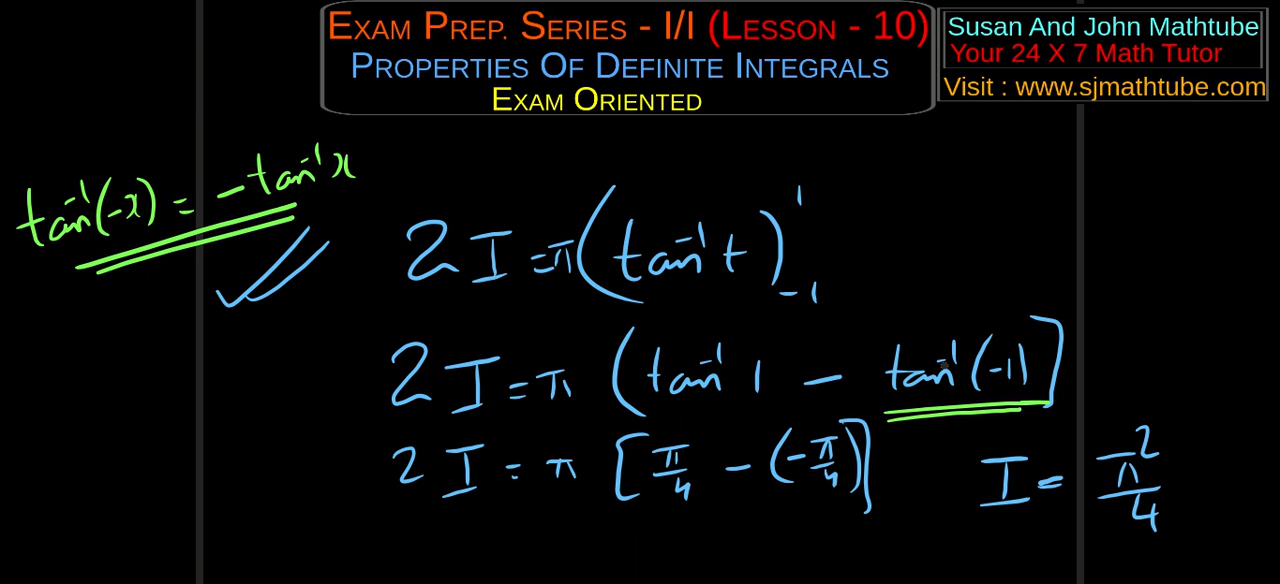 EXAM PREP. SERIES - I/I (LESSON - 10)
PROPERTIES OF DEFINITE INTEGRALS
EXAM ORIENTED
Susan And John Mathtube
Your 24 X 7 Math Tutor
Visit : www.sjmathtube.com
tan⁻¹(-x) = -tan⁻¹x
2I = π(tan⁻¹t)¹₋₁
2I = π(tan⁻¹1 - tan⁻¹(-1)]
2I = π[π/4 - (-π/4)]
I = π²/4